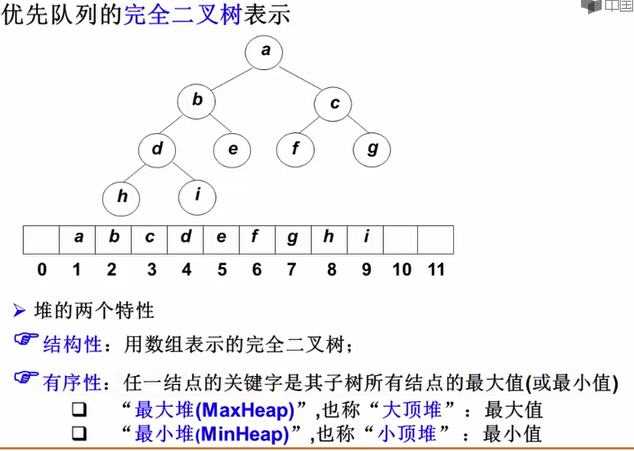 优先队列的完全二叉树表示
中国
a
b c
d e f g
h i
a b c d e f g h i
0 1 2 3 4 5 6 7 8 9 10 11
➢ 堆的两个特性
☞ 结构性：用数组表示的完全二叉树；
☞ 有序性：任一结点的关键字是其子树所有结点的最大值(或最小值)
❑ “最大堆(MaxHeap)”,也称“大顶堆”：最大值
❑ “最小堆(MinHeap)”,也称“小顶堆” ：最小值